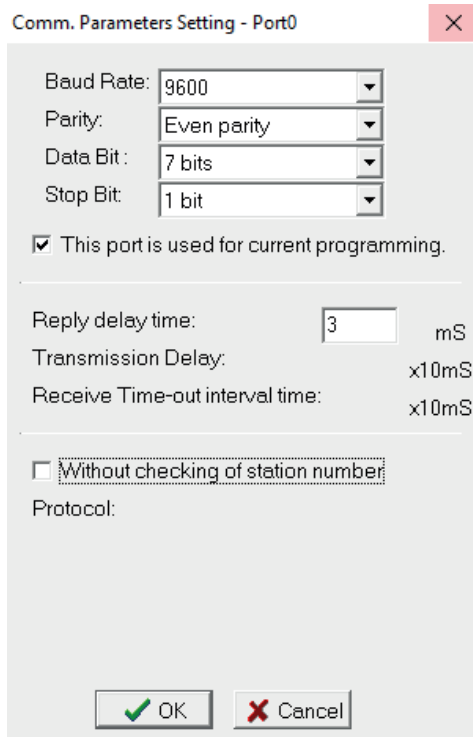 Comm. Parameters Setting - Port0
Baud Rate: 9600
Parity: Even parity
Data Bit : 7 bits
Stop Bit: 1 bit
This port is used for current programming.
Reply delay time: 3 mS
Transmission Delay: x10mS
Receive Time-out interval time: x10mS
Without checking of station number
Protocol:
OK Cancel